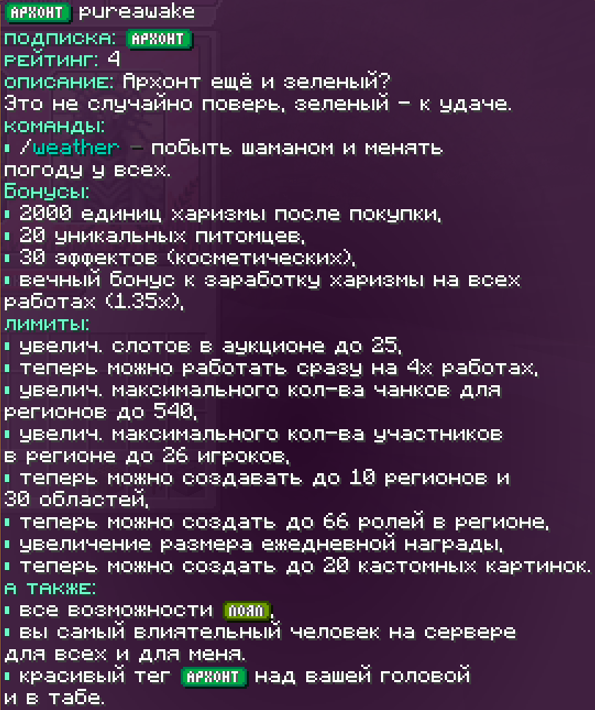 АРХОНТ pureawake
ПОДПИСКА: АРХОНТ
РЕЙТИНГ: 4
ОПИСАНИЕ: Архонт ещё и зеленый?
Это не случайно поверь, зеленый - к удаче.
КОМАНДЫ:
▪ /weather - побыть шаманом и менять
погоду у всех.
БОНУСЫ:
▪ 2000 единиц харизмы после покупки,
▪ 20 уникальных питомцев,
▪ 30 эффектов (косметических),
▪ вечный бонус к заработку харизмы на всех
работах (1.35x),
ЛИМИТЫ:
▪ увелич. слотов в аукционе до 25,
▪ теперь можно работать сразу на 4х работах,
▪ увелич. максимального кол-ва чанков для
регионов до 540,
▪ увелич. максимального кол-ва участников
в регионе до 26 игроков,
▪ теперь можно создавать до 10 регионов и
30 областей,
▪ теперь можно создать до 66 ролей в регионе,
▪ увеличение размера ежедневной награды,
▪ теперь можно создать до 20 кастомных картинок.
А ТАКЖЕ:
▪ все возможности ЛОЯЛ,
▪ вы самый влиятельный человек на сервере
для всех и для меня.
▪ красивый тег АРХОНТ над вашей головой
и в табе.